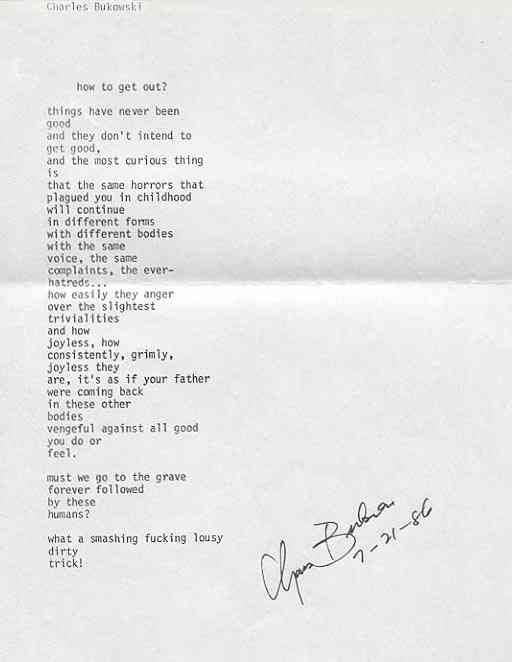 Charles Bukowski
how to get out?
things have never been
good
and they don't intend to
get good,
and the most curious thing
is
that the same horrors that
plagued you in childhood
will continue
in different forms
with different bodies
with the same
voice, the same
complaints, the ever-
hatreds...
how easily they anger
over the slightest
trivialities
and how
joyless, how
consistently, grimly,
joyless they
are, it's as if your father
were coming back
in these other
bodies
vengeful against all good
you do or
feel.
must we go to the grave
forever followed
by these
humans?
what a smashing fucking lousy
dirty
trick!
7-21-86